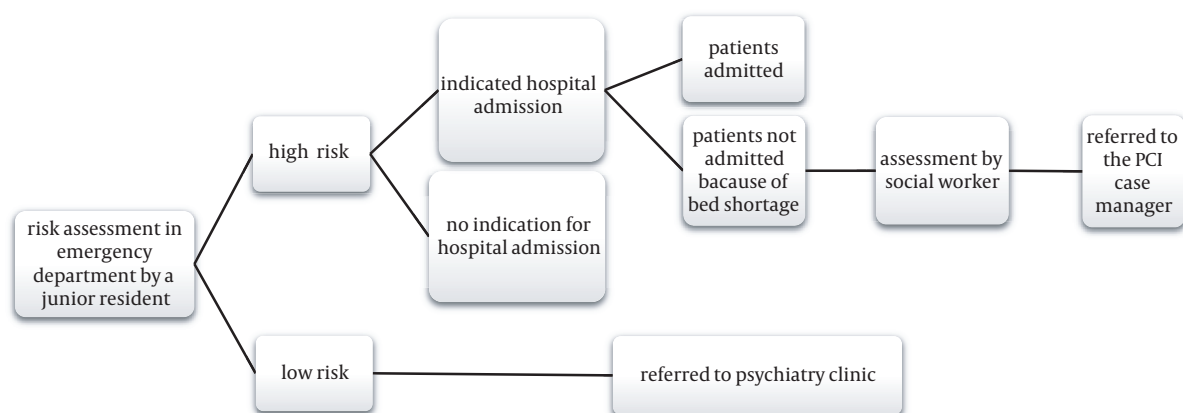 risk assessment in
emergency
department by a
junior resident
high risk
low risk
indicated hospital
admission
no indication for
hospital admission
patients
admitted
patients not
admitted
bacause of
bed shortage
assessment by
social worker
referred to
the PCI
case
manager
referred to psychiatry clinic